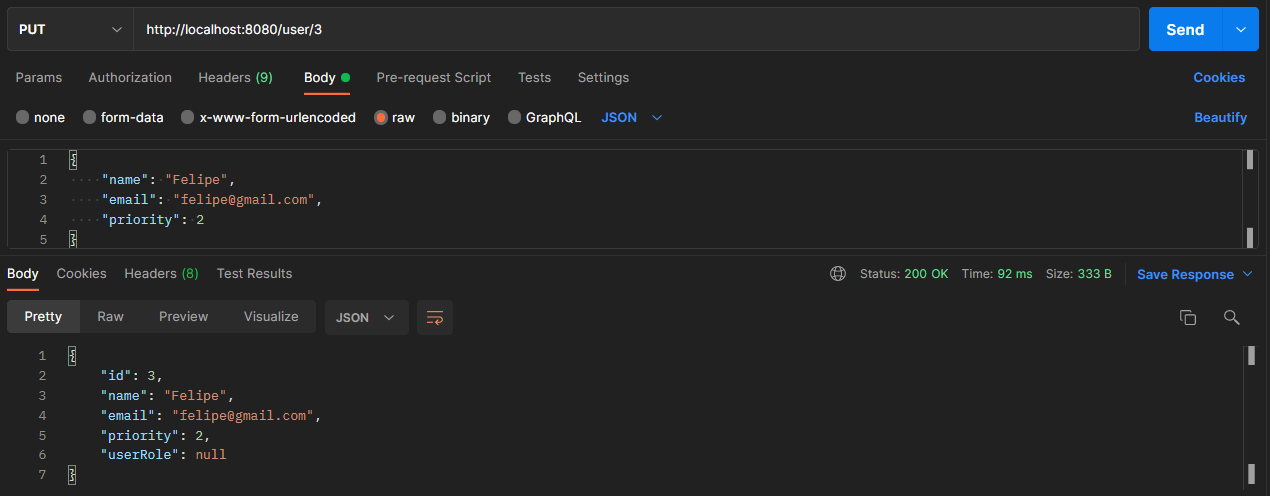 PUT http://localhost:8080/user/3 Send
Params Authorization Headers (9) Body Pre-request Script Tests Settings Cookies
none form-data x-www-form-urlencoded raw binary GraphQL JSON Beautify
1 {
2 "name": "Felipe",
3 "email": "felipe@gmail.com",
4 "priority": 2
5 }
Body Cookies Headers (8) Test Results Status: 200 OK Time: 92 ms Size: 333 B Save Response
Pretty Raw Preview Visualize JSON
1 {
2 "id": 3,
3 "name": "Felipe",
4 "email": "felipe@gmail.com",
5 "priority": 2,
6 "userRole": null
7 }